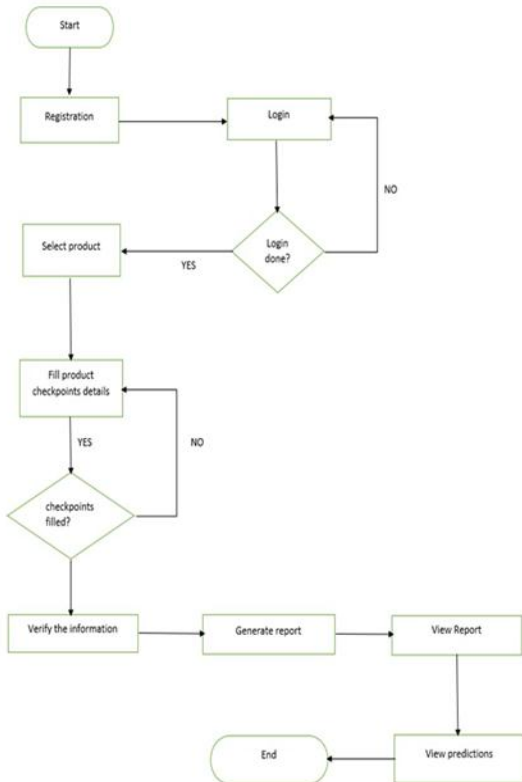 Start
Registration
Login
NO
Login
done?
YES
Select product
Fill product
checkpoints details
YES
NO
checkpoints
filled?
Verify the information
Generate report
View Report
View predictions
End